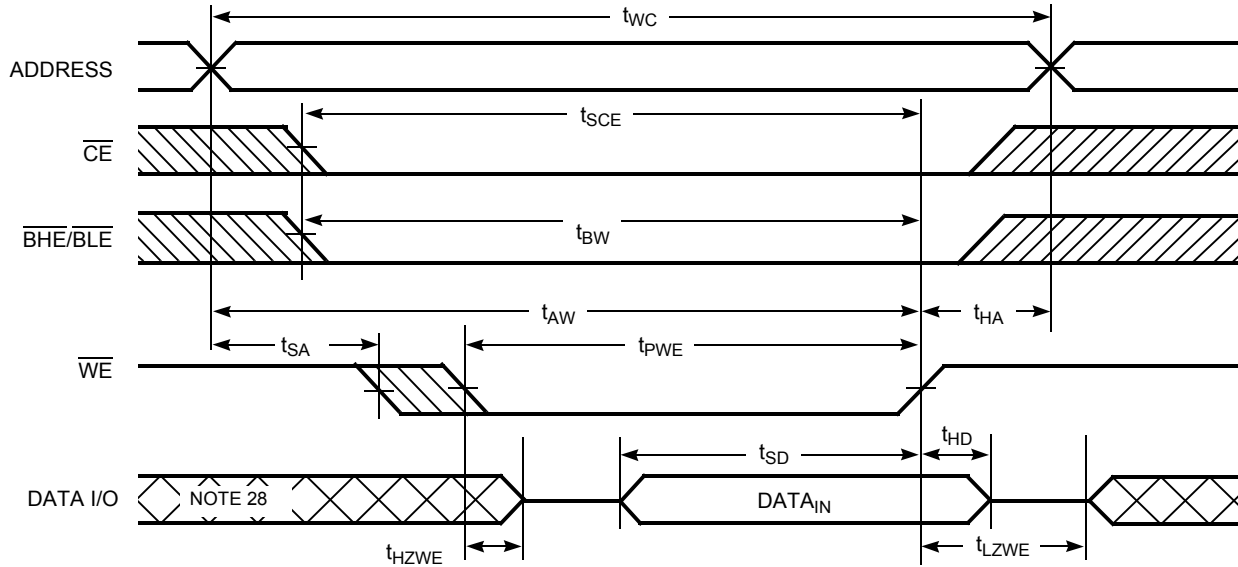 tWC
ADDRESS
tSCE
CE
BHE/BLE
tBW
tAW
tHA
tSA
tPWE
WE
tSD
tHD
DATA I/O
NOTE 28
DATAIN
tHZWE
tLZWE